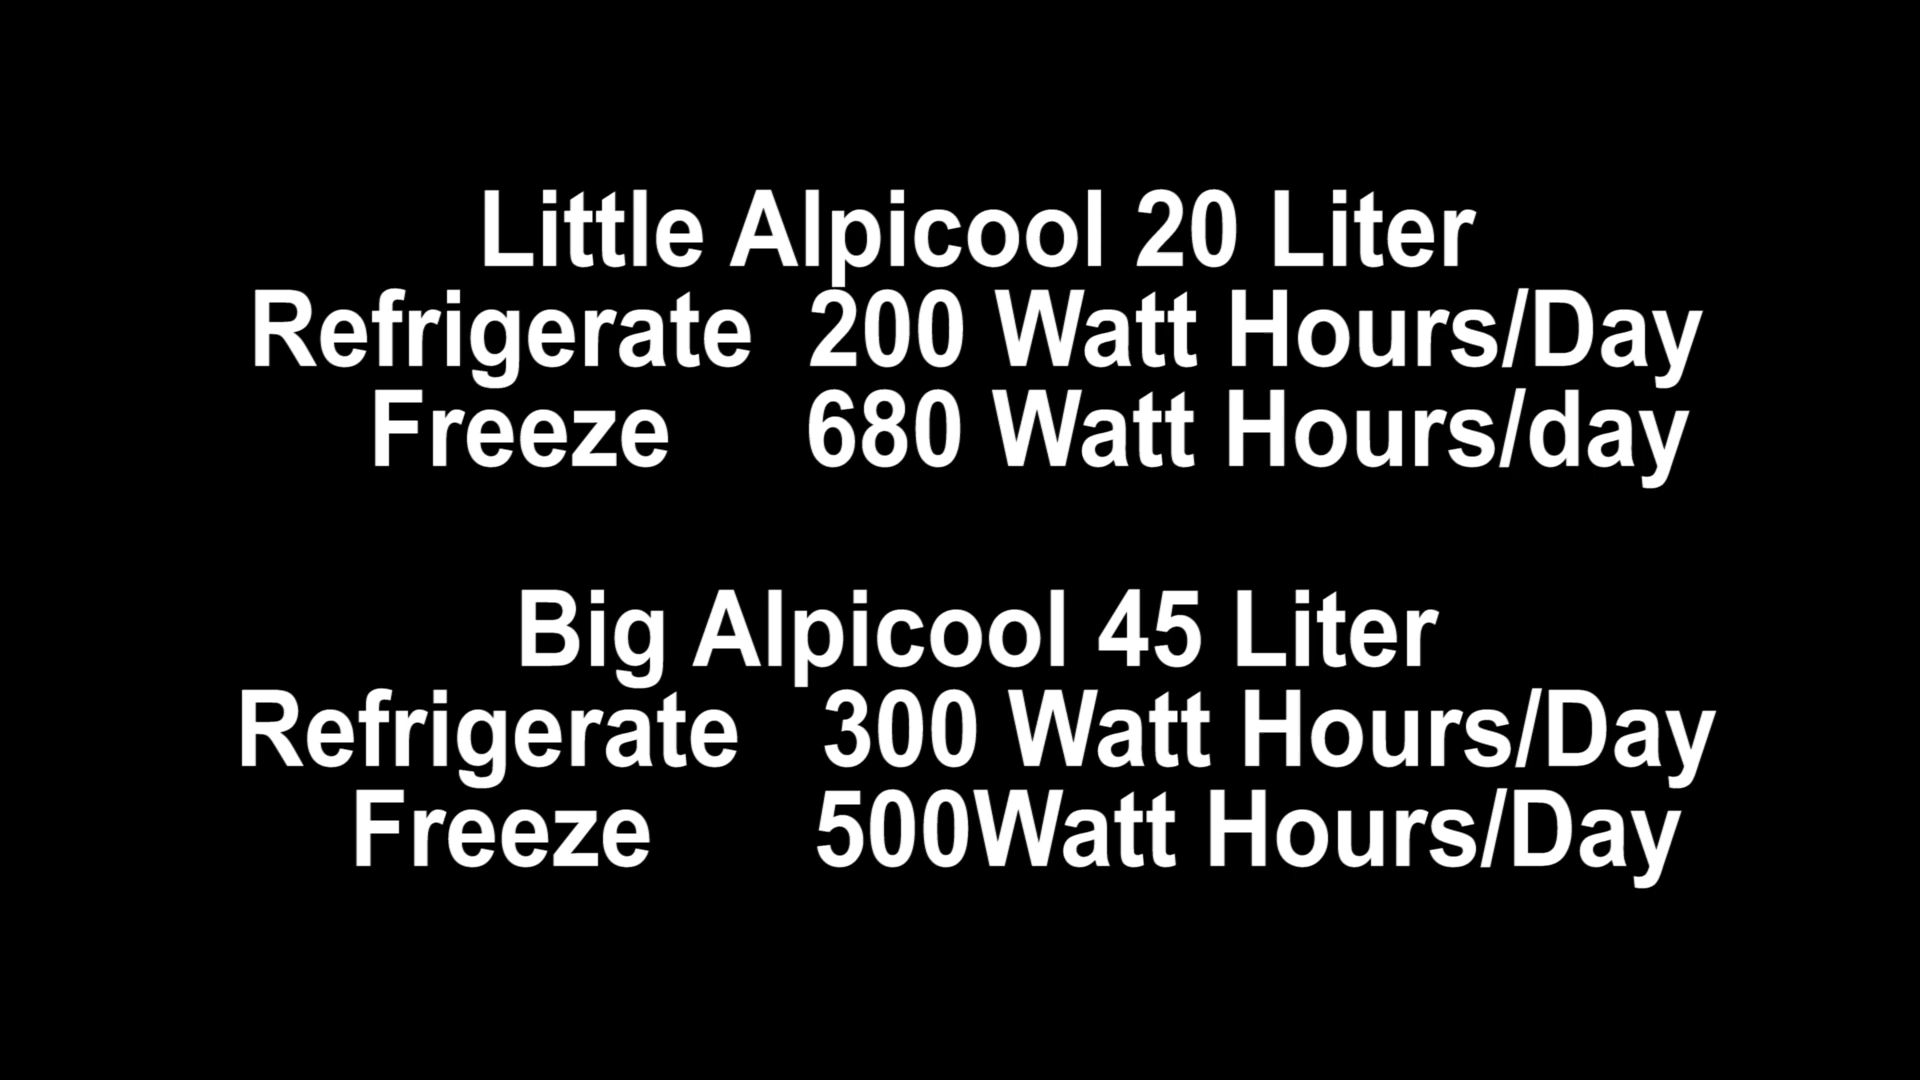 Little Alpicool 20 Liter
Refrigerate 200 Watt Hours/Day
Freeze 680 Watt Hours/day
Big Alpicool 45 Liter
Refrigerate 300 Watt Hours/Day
Freeze 500Watt Hours/Day